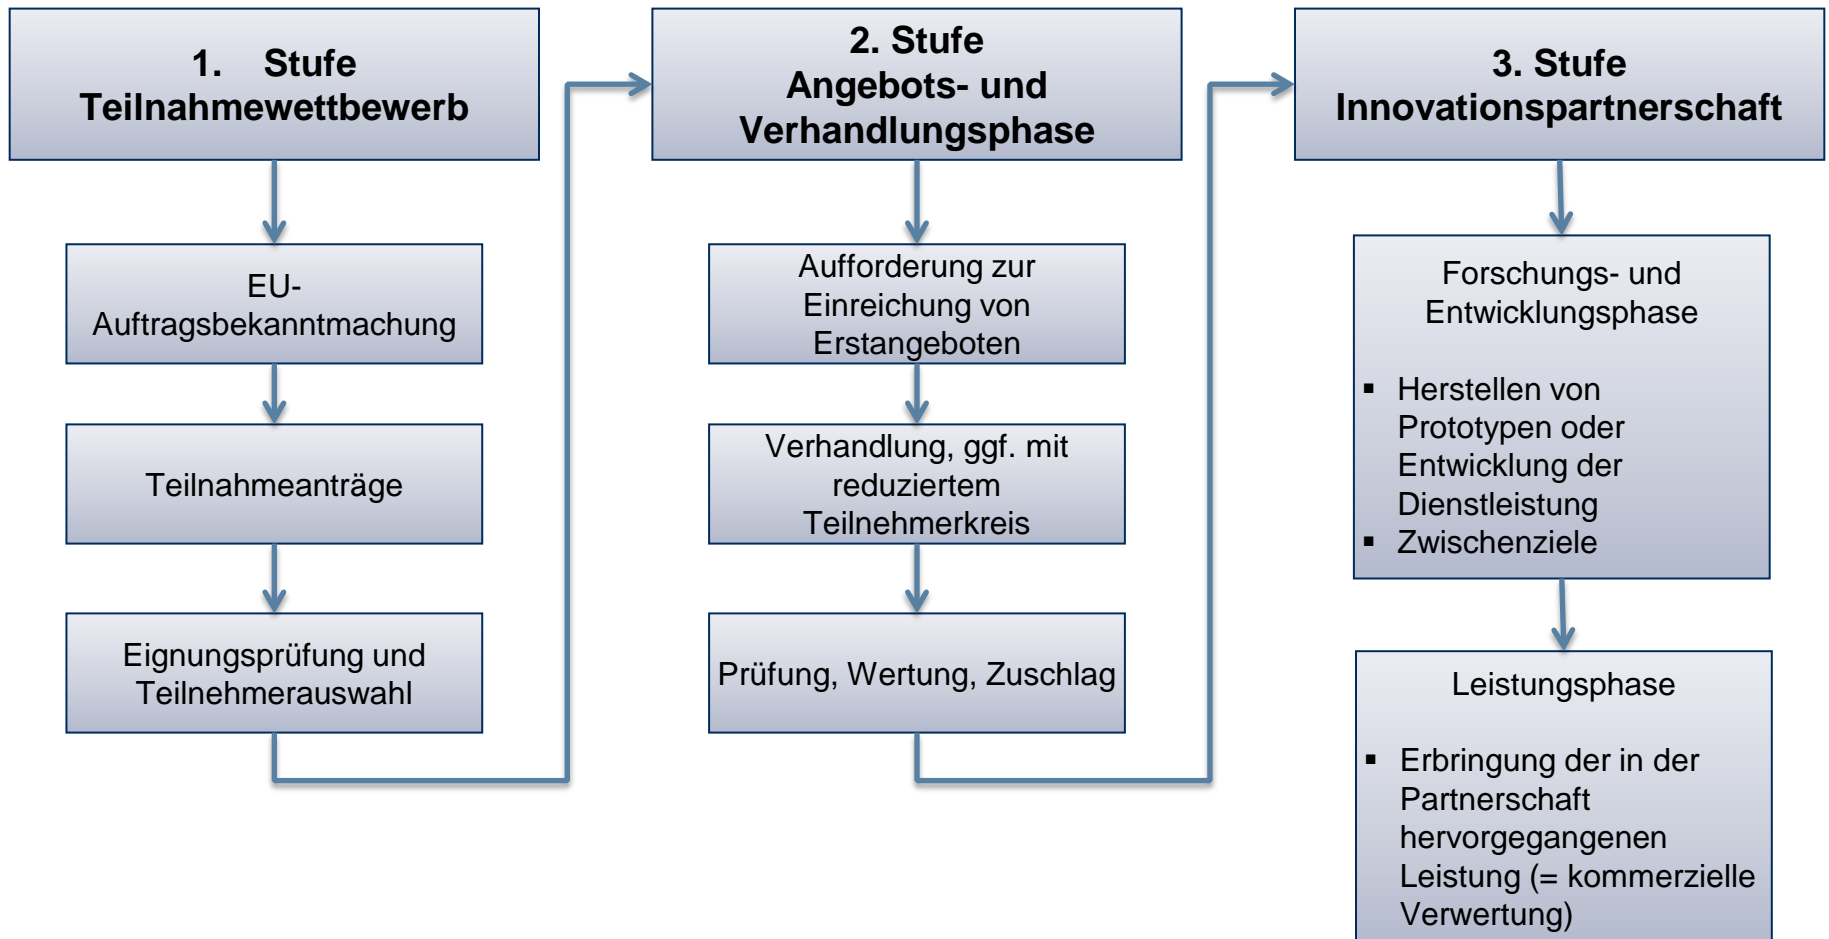 1. Stufe
Teilnahmewettbewerb
EU-
Auftragsbekanntmachung
Teilnahmeanträge
Eignungsprüfung und
Teilnehmerauswahl
2. Stufe
Angebots- und
Verhandlungsphase
Aufforderung zur
Einreichung von
Erstangeboten
Verhandlung, ggf. mit
reduziertem
Teilnehmerkreis
Prüfung, Wertung, Zuschlag
3. Stufe
Innovationspartnerschaft
Forschungs- und
Entwicklungsphase
▪ Herstellen von
Prototypen oder
Entwicklung der
Dienstleistung
▪ Zwischenziele
Leistungsphase
▪ Erbringung der in der
Partnerschaft
hervorgegangenen
Leistung (= kommerzielle
Verwertung)